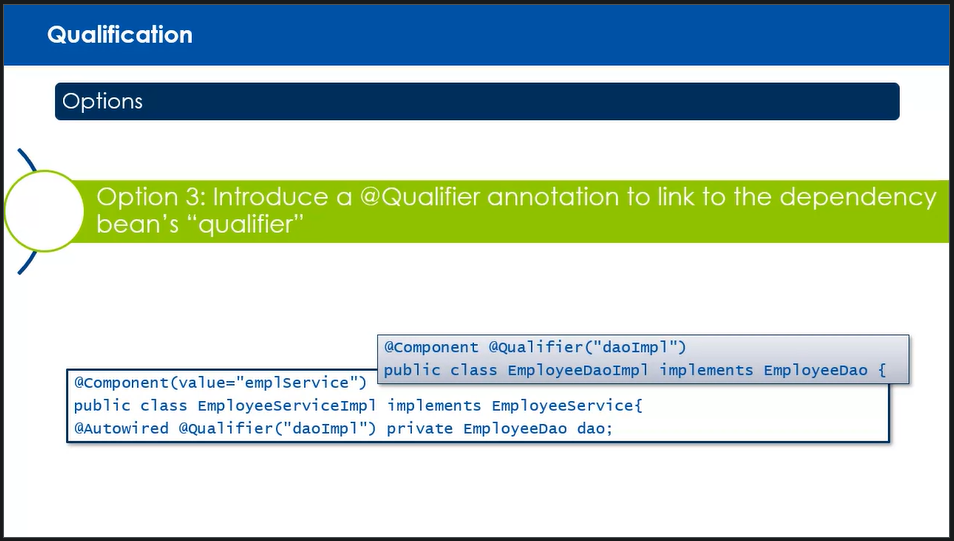 Qualification
Options
Option 3: Introduce a @Qualifier annotation to link to the dependency
bean’s “qualifier”
@Component @Qualifier("daoImpl")
public class EmployeeDaoImpl implements EmployeeDao {
@Component(value="emplService")
public class EmployeeServiceImpl implements EmployeeService{
@Autowired @Qualifier("daoImpl") private EmployeeDao dao;